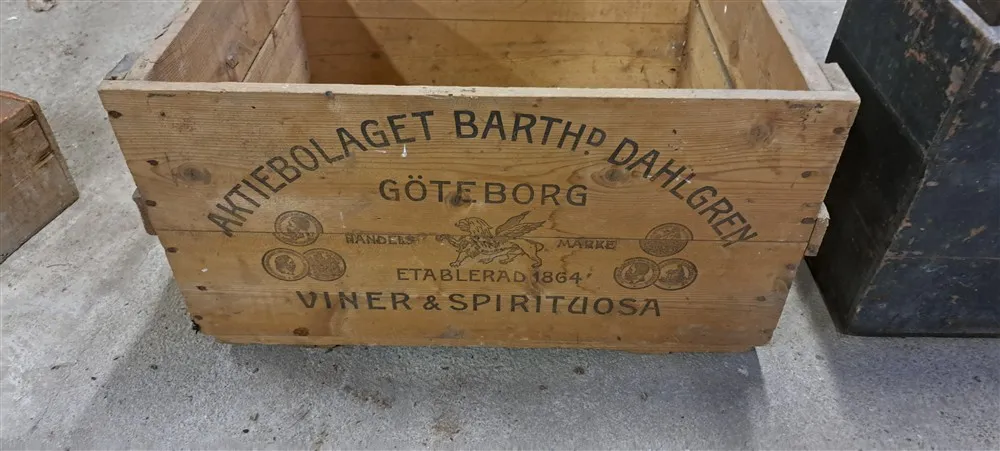 AKTIEBOLAGET BARTHD DAHLGREN
GÖTEBORG
HANDELS MÄRKE
ETABLERAD 1864
VINER & SPIRITUOSA